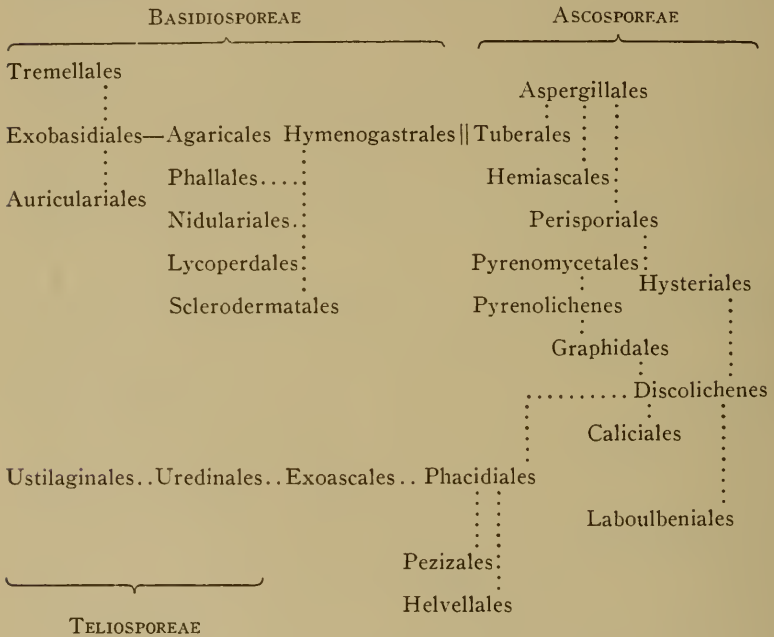 BASIDIOSPOREAE ASCOSPOREAE
Tremellales
Aspergillales
Exobasidiales—Agaricales Hymenogastrales||Tuberales
Phallales.... Hemiascales
Auriculariales
Nidulariales.. Perisporiales
Lycoperdales Pyrenomycetales
Hysteriales
Sclerodermatales Pyrenolichenes
Graphidales
..........Discolichenes
Caliciales
Ustilaginales..Uredinales..Exoascales..Phacidiales
Laboulbeniales
Pezizales
Helvellales
TELIOSPOREAE